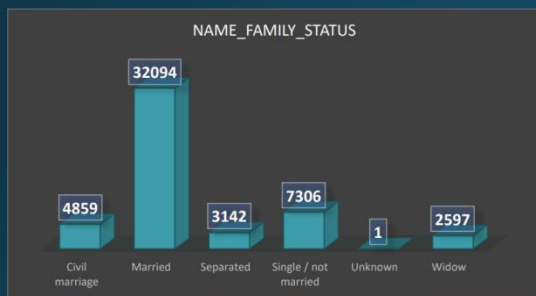 NAME_FAMILY_STATUS
32094
7306
4859
3142
2597
1
Civil
marriage
Married
Separated
Single / not
married
Unknown
Widow